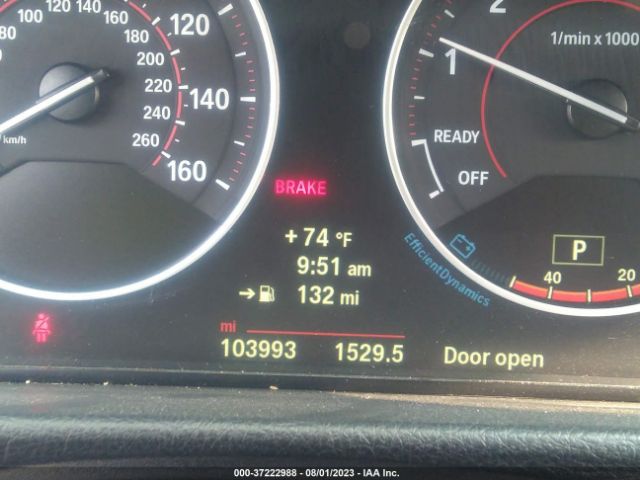 80
100 120 140
180
200
220
240
260
km/h
120
140
160
BRAKE
+74 °F
9:51 am
132 mi
mi
103993 1529.5
Door open
2
1
1/min x 1000
READY
OFF
EfficientDynamics
P
40 20
000-37222988 - 08/01/2023 - IAA Inc.